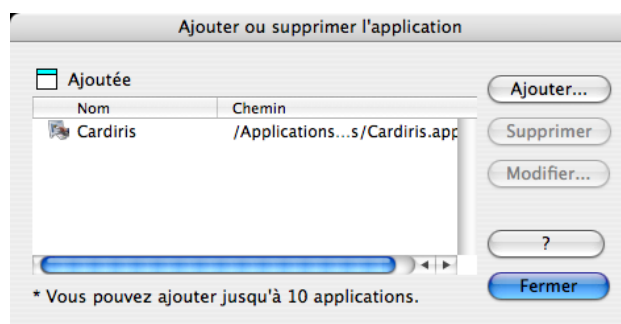 Ajouter ou supprimer l'application
Ajoutée
Nom Chemin
Cardiris /Applications...s/Cardiris.app
* Vous pouvez ajouter jusqu'à 10 applications.
Ajouter...
Supprimer
Modifier...
?
Fermer